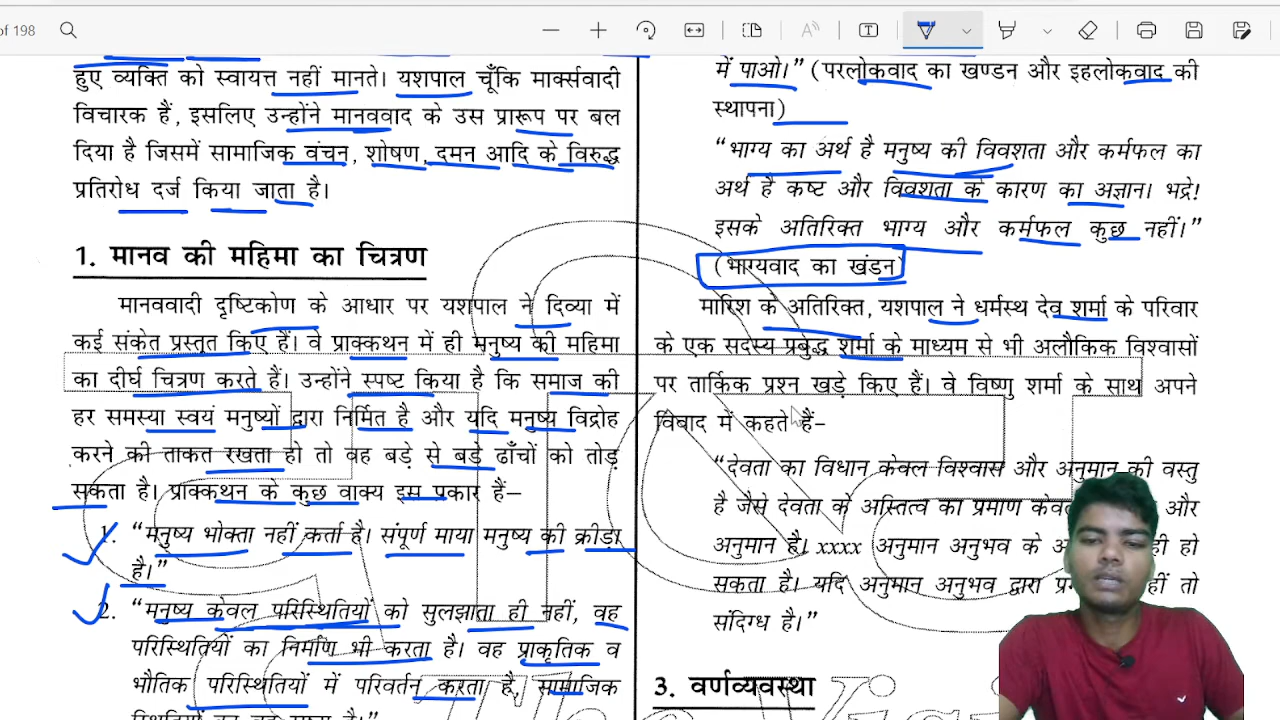 of 198
हुए व्यक्ति को स्वायत्त नहीं मानते। यशपाल चूँकि मार्क्सवादी
विचारक हैं, इसलिए उन्होंने मानववाद के उस प्रारूप पर बल
दिया है जिसमें सामाजिक वंचन, शोषण, दमन आदि के विरुद्ध
प्रतिरोध दर्ज किया जाता है।
1. मानव की महिमा का चित्रण
मानववादी दृष्टिकोण के आधार पर यशपाल ने दिव्या में
कई संकेत प्रस्तुत किए हैं। वे प्राक्कथन में ही मनुष्य की महिमा
का दीर्घ चित्रण करते हैं। उन्होंने स्पष्ट किया है कि समाज की
हर समस्या स्वयं मनुष्यों द्वारा निर्मित है और यदि मनुष्य विद्रोह
करने की ताकत रखता हो तो वह बड़े से बड़े ढाँचों को तोड़
सकता है। प्राक्कथन के कुछ वाक्य इस प्रकार हैं-
1. “मनुष्य भोक्ता नहीं कर्ता है। संपूर्ण माया मनुष्य की क्रीड़ा
है।”
2. “मनुष्य केवल परिस्थितियों को सुलझाता ही नहीं, वह
परिस्थितियों का निर्माण भी करता है। वह प्राकृतिक व
भौतिक परिस्थितियों में परिवर्तन करता है, सामाजिक
में पाओ।” (परलोकवाद का खण्डन और इहलोकवाद की
स्थापना)
“भाग्य का अर्थ है मनुष्य की विवशता और कर्मफल का
अर्थ है कष्ट और विवशता के कारण का अज्ञान। भद्रे!
इसके अतिरिक्त भाग्य और कर्मफल कुछ नहीं।”
(भाग्यवाद का खंडन)
मारिश के अतिरिक्त, यशपाल ने धर्मस्थ देव शर्मा के परिवार
के एक सदस्य प्रबुद्ध शर्मा के माध्यम से भी अलौकिक विश्वासों
पर तार्किक प्रश्न खड़े किए हैं। वे विष्णु शर्मा के साथ अपने
विवाद में कहते हैं-
“देवता का विधान केवल विश्वास और अनुमान की वस्तु
है जैसे देवता के अस्तित्व का प्रमाण और
अनुमान है। xxxx अनुमान अनुभव के ही हो
सकता है। यदि अनुमान अनुभव द्वारा तो
संदिग्ध है।”
3. वर्णव्यवस्था